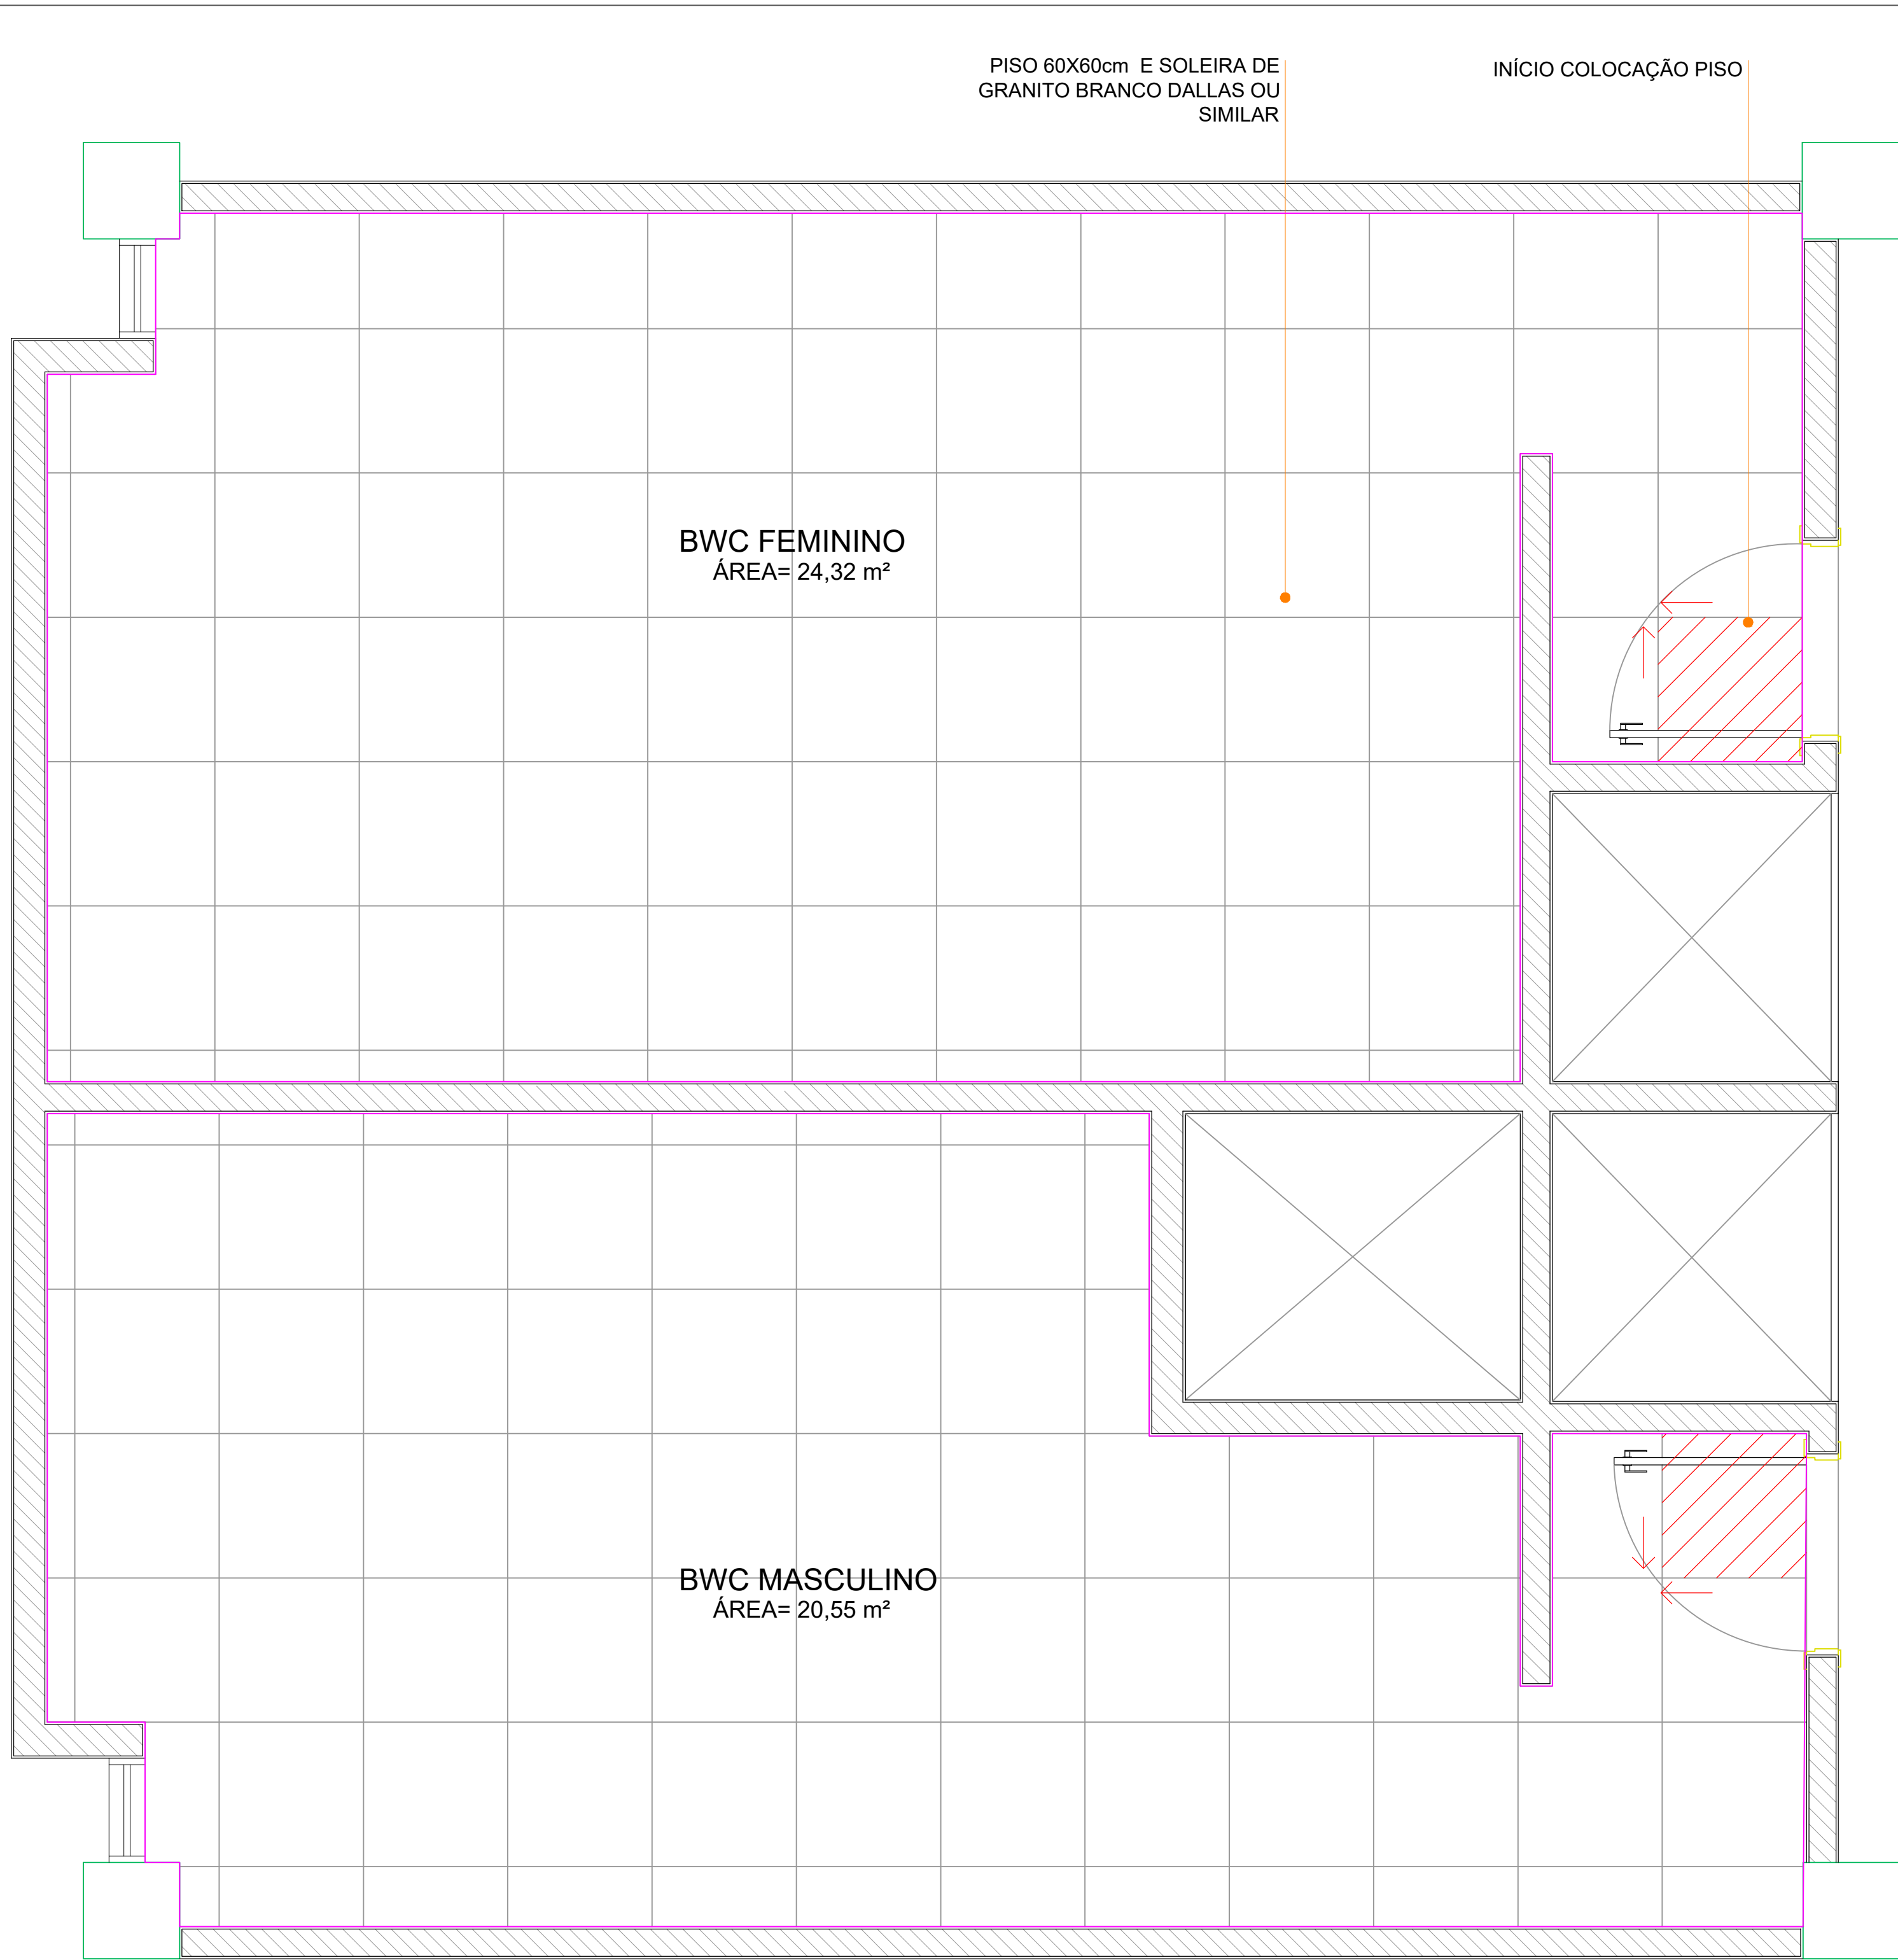 PISO 60X60cm E SOLEIRA DE
GRANITO BRANCO DALLAS OU
SIMILAR
INÍCIO COLOCAÇÃO PISO
BWC FEMININO
ÁREA= 24,32 m²
BWC MASCULINO
ÁREA= 20,55 m²